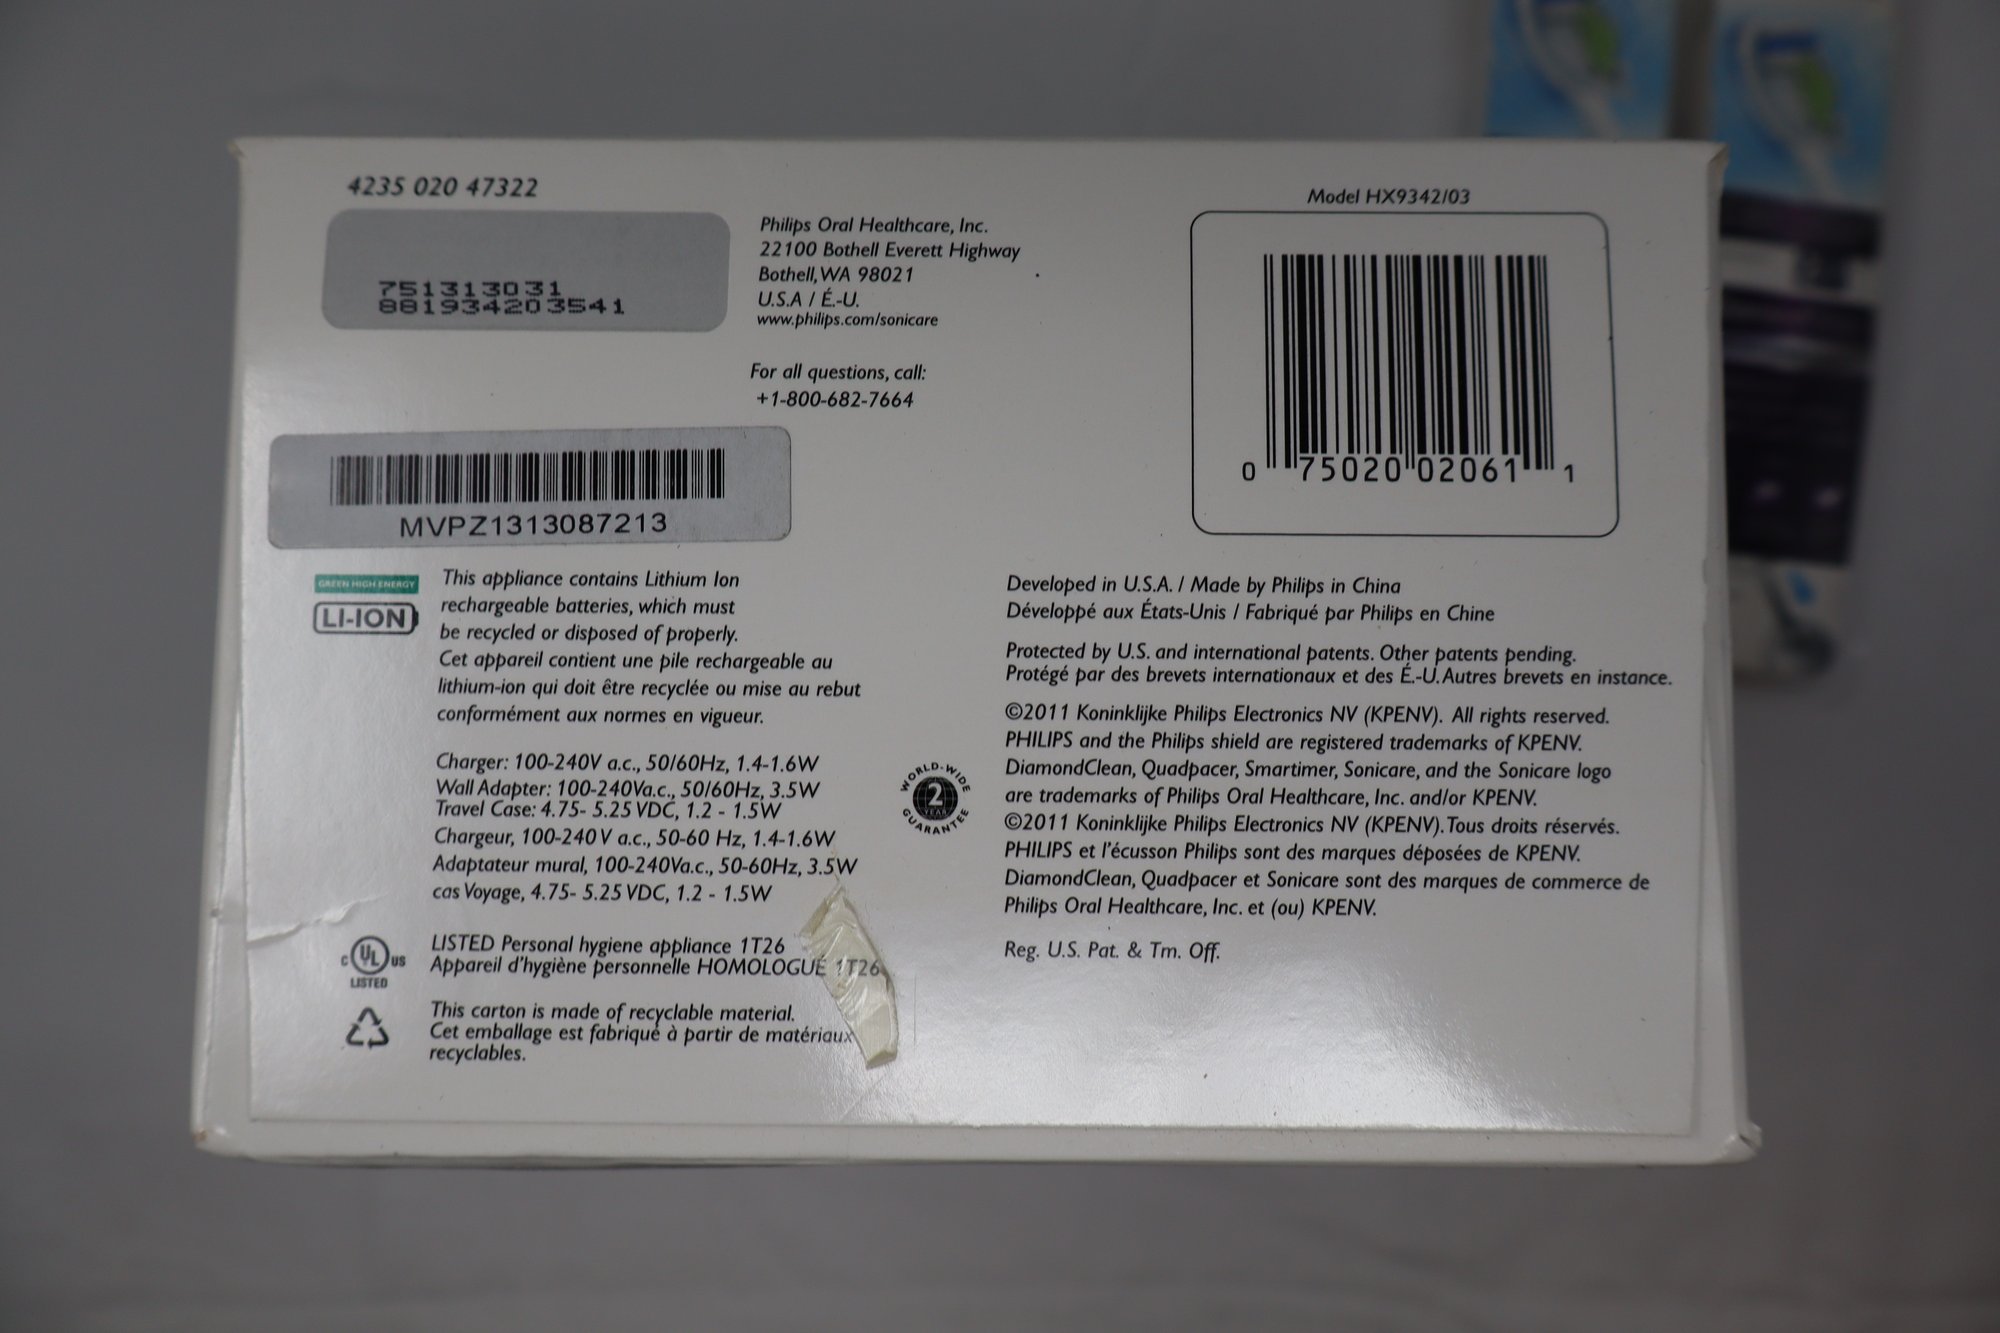 4235 020 47322
751313031
881934203541
Philips Oral Healthcare, Inc.
22100 Bothell Everett Highway
Bothell, WA 98021
U.S.A / É.-U.
www.philips.com/sonicare
For all questions, call:
+1-800-682-7664
Model HX9342/03
0 75020 02061 1
MVPZ1313087213
GREEN HIGH ENERGY
LI-ION
This appliance contains Lithium Ion
rechargeable batteries, which must
be recycled or disposed of properly.
Cet appareil contient une pile rechargeable au
lithium-ion qui doit être recyclée ou mise au rebut
conformément aux normes en vigueur.
Charger: 100-240V a.c., 50/60Hz, 1.4-1.6W
Wall Adapter: 100-240Va.c., 50/60Hz, 3.5W
Travel Case: 4.75- 5.25 VDC, 1.2 - 1.5W
Chargeur, 100-240V a.c., 50-60 Hz, 1.4-1.6W
Adaptateur mural, 100-240Va.c., 50-60Hz, 3.5W
cas Voyage, 4.75- 5.25 VDC, 1.2 - 1.5W
C UL US
LISTED
LISTED Personal hygiene appliance 1T26
Appareil d'hygiène personnelle HOMOLOGUÉ 1T26
This carton is made of recyclable material.
Cet emballage est fabriqué à partir de matériaux
recyclables.
WORLD-WIDE
2
YEAR
GUARANTEE
Developed in U.S.A. / Made by Philips in China
Développé aux États-Unis / Fabriqué par Philips en Chine
Protected by U.S. and international patents. Other patents pending.
Protégé par des brevets internationaux et des É.-U. Autres brevets en instance.
©2011 Koninklijke Philips Electronics NV (KPENV). All rights reserved.
PHILIPS and the Philips shield are registered trademarks of KPENV.
DiamondClean, Quadpacer, Smartimer, Sonicare, and the Sonicare logo
are trademarks of Philips Oral Healthcare, Inc. and/or KPENV.
©2011 Koninklijke Philips Electronics NV (KPENV). Tous droits réservés.
PHILIPS et l'écusson Philips sont des marques déposées de KPENV.
DiamondClean, Quadpacer et Sonicare sont des marques de commerce de
Philips Oral Healthcare, Inc. et (ou) KPENV.
Reg. U.S. Pat. & Tm. Off.